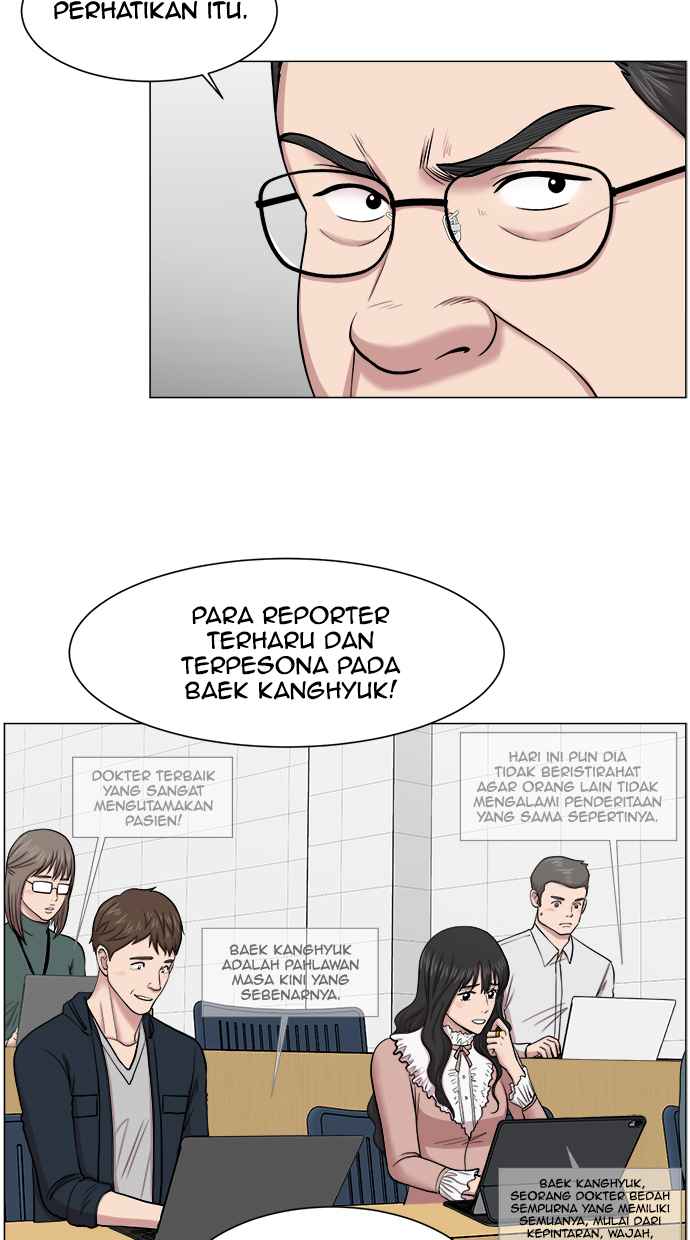 PERHATIKAN ITU.
PARA REPORTER
TERHARU DAN
TERPESONA PADA
BAEK KANGHYUK!
DOKTER TERBAIK
YANG SANGAT
MENGUTAMAKAN
PASIEN!
HARI INI PUN DIA
TIDAK BERISTIRAHAT
AGAR ORANG LAIN TIDAK
MENGALAMI PENDERITAAN
YANG SAMA SEPERTINYA.
BAEK KANGHYUK
ADALAH PAHLAWAN
MASA KINI YANG
SEBENARNYA.
BAEK KANGHYUK,
SEORANG DOKTER BEDAH
SEMPURNA YANG MEMILIKI
SEMUANYA, MULAI DARI
KEPINTARAN, WAJAH,